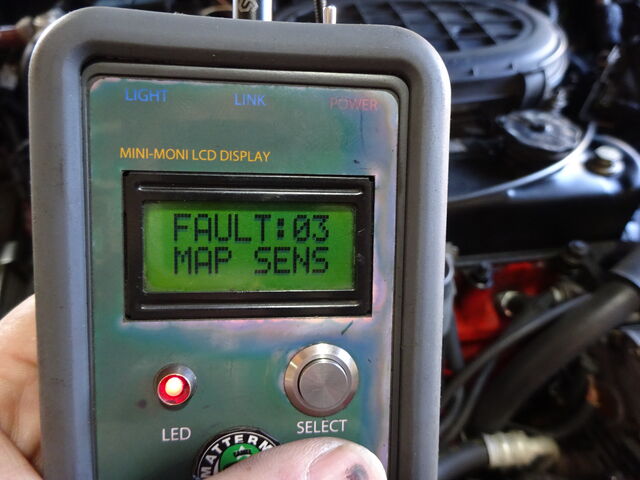 LIGHT LINK POWER
MINI-MONI LCD DISPLAY
FAULT:03
MAP SENS
LED
SELECT